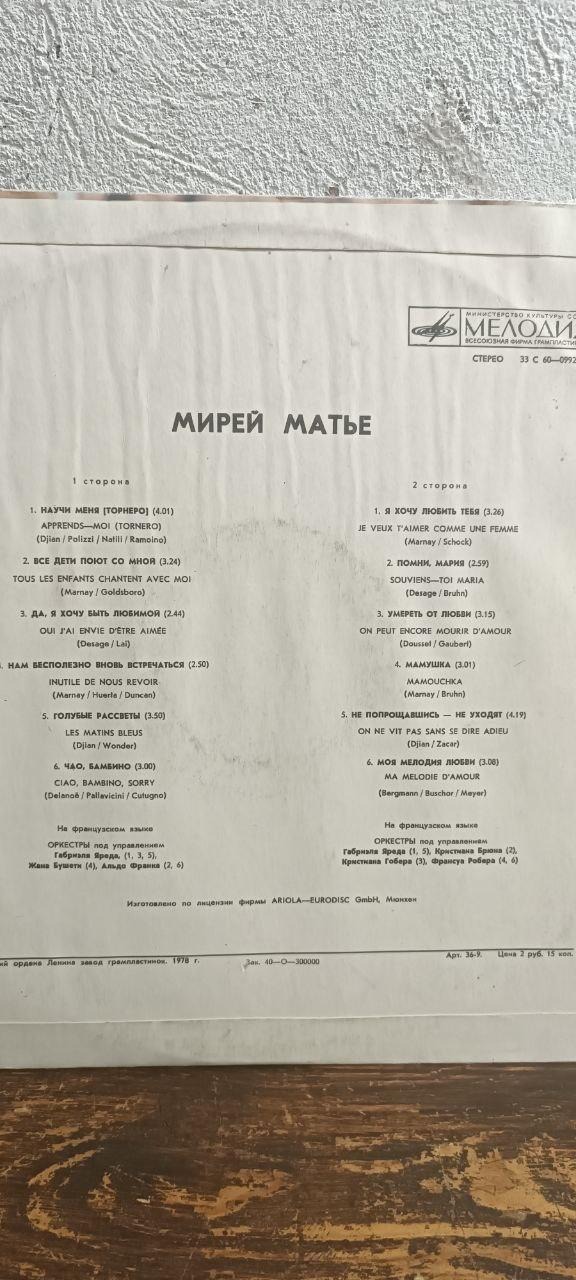 МИНИСТЕРСТВО КУЛЬТУРЫ
МЕЛОДИЯ
ВСЕСОЮЗНАЯ ФИРМА
СТЕРЕО 33 С 60—0992
МИРЕЙ МАТЬЕ
1 сторона
1. НАУЧИ МЕНЯ [ТОРНЕРО] (4.01)
APPRENDS—MOI (TORNERO)
(Djian / Polizzi / Natili / Ramoino)
2. ВСЕ ДЕТИ ПОЮТ СО МНОЙ (3.24)
TOUS LES ENFANTS CHANTENT AVEC MOI
(Marnay / Goldsboro)
3. ДА, Я ХОЧУ БЫТЬ ЛЮБИМОЙ (2.44)
OUI J'AI ENVIE D'ÊTRE AIMÉE
(Desage / Lai)
. НАМ БЕСПОЛЕЗНО ВНОВЬ ВСТРЕЧАТЬСЯ (2.50)
INUTILE DE NOUS REVOIR
(Marnay / Huerla / Duncan)
5. ГОЛУБЫЕ РАССВЕТЫ (3.50)
LES MATINS BLEUS
(Djian / Wonder)
6. ЧАО, БАМБИНО (3.00)
CIAO, BAMBINO, SORRY
(Delanoë / Pallavicini / Cutugno)
На французском языке
ОРКЕСТРЫ под управлением
Габриэля Яреда, (1, 3, 5),
Жана Бушети (4), Альдо Франка (2, 6)
2 сторона
1. Я ХОЧУ ЛЮБИТЬ ТЕБЯ (3.26)
JE VEUX T'AIMER COMME UNE FEMME
(Marnay / Schock)
2. ПОМНИ, МАРИЯ (2.59)
SOUVIENS—TOI MARIA
(Desage / Bruhn)
3. УМЕРЕТЬ ОТ ЛЮБВИ (3.15)
ON PEUT ENCORE MOURIR D'AMOUR
(Doussel / Gaubert)
4. МАМУШКА (3.01)
MAMOUCHKA
(Marnay / Bruhn)
5. НЕ ПОПРОЩАВШИСЬ — НЕ УХОДЯТ (4.19)
ON NE VIT PAS SANS SE DIRE ADIEU
(Djian / Zacar)
6. МОЯ МЕЛОДИЯ ЛЮБВИ (3.08)
MA MELODIE D'AMOUR
(Bergmann / Buschor / Meyer)
На французском языке
ОРКЕСТРЫ под управлением
Габриэля Яреда (1, 5), Кристиана Брюна (2),
Кристиана Гобера (3), Франсуа Робера (4, 6)
Изготовлено по лицензии фирмы ARIOLA—EURODISC GmbH, Мюнхен
ордена Ленина завод грампластинок. 1978 г.
Зак. 40—О—300000
Арт. 36-9. Цена 2 руб. 15 коп.